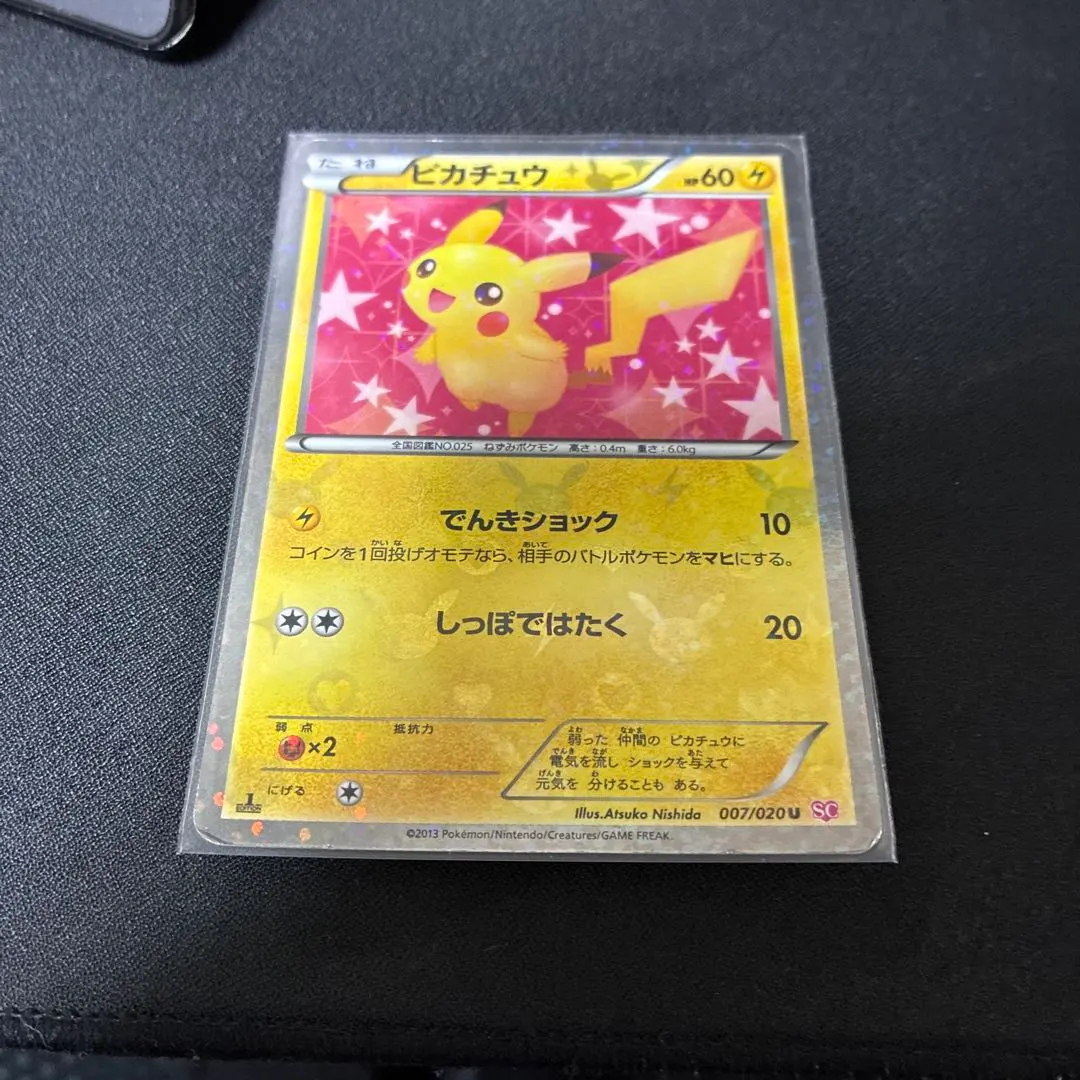 たね ピカチュウ HP60
全国図鑑NO.025 ねずみポケモン 高さ：0.4m 重さ：6.0kg
でんきショック 10
コインを1回投げオモテなら、相手のバトルポケモンをマヒにする。
しっぽではたく 20
弱点 抵抗力
×2
にげる
弱った 仲間の ピカチュウに
電気を流し ショックを与えて
元気を 分けることも ある。
1 EDITION
Illus.Atsuko Nishida 007/020 U SC
©2013 Pokémon/Nintendo/Creatures/GAME FREAK.